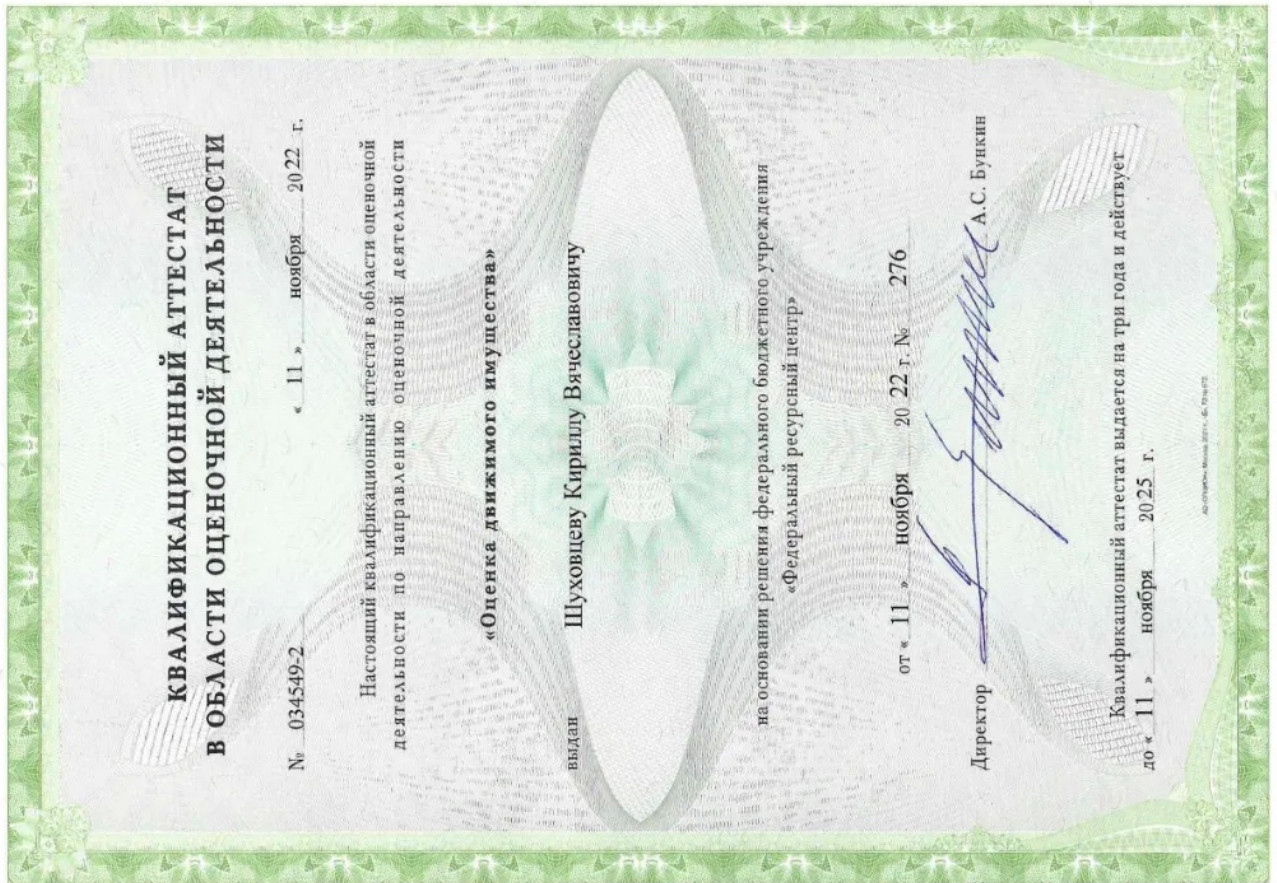 КВАЛИФИКАЦИОННЫЙ АТТЕСТАТ
В ОБЛАСТИ ОЦЕНОЧНОЙ ДЕЯТЕЛЬНОСТИ
№ 034549-2 « 11 » ноября 2022 г.
Настоящий квалификационный аттестат в области оценочной
деятельности по направлению оценочной деятельности
«Оценка движимого имущества»
выдан Шуховцеву Кириллу Вячеславовичу
на основании решения федерального бюджетного учреждения
«Федеральный ресурсный центр»
от « 11 » ноября 20 22 г. № 276
Директор А.С. Бункин
Квалификационный аттестат выдается на три года и действует
до « 11 » ноября 2025 г.